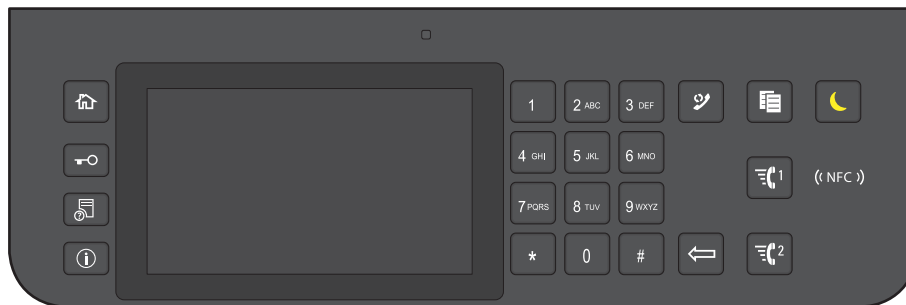 1 2 ABC 3 DEF
4 GHI 5 JKL 6 MNO
1 ((NFC))
7 PQRS 8 TUV 9 WXYZ
* 0 # 2